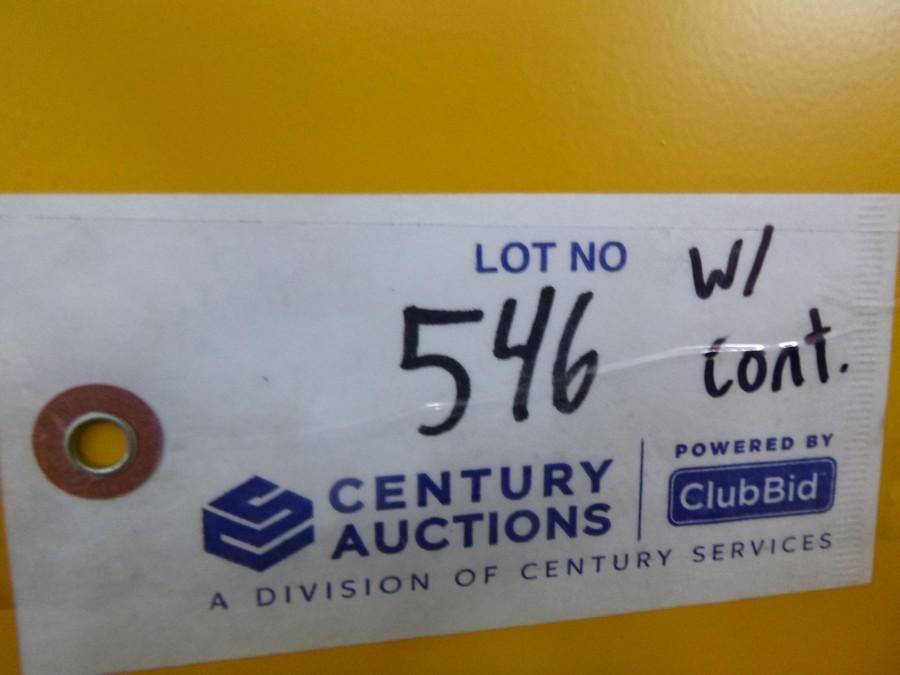 LOT NO
546 W/
cont.
CENTURY
AUCTIONS
A DIVISION OF CENTURY SERVICES
POWERED BY
ClubBid